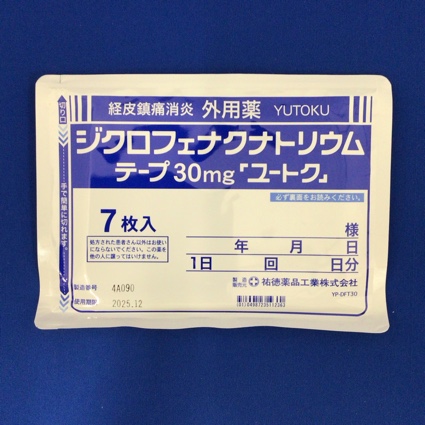 経皮鎮痛消炎 外用薬 YUTOKU
ジクロフェナクナトリウム
テープ30mg「ユートク」
必ず裏面をお読みください。
切り口
手で簡単に切れます。
7枚入
処方された患者さん以外はお使い
にならないでください。この薬を
他の人に譲ってはいけません。
様
年 月 日
1日 回 日分
製造番号 4A090
使用期限 2025.12
製造
販売元 祐徳薬品工業株式会社
YP-DFT30